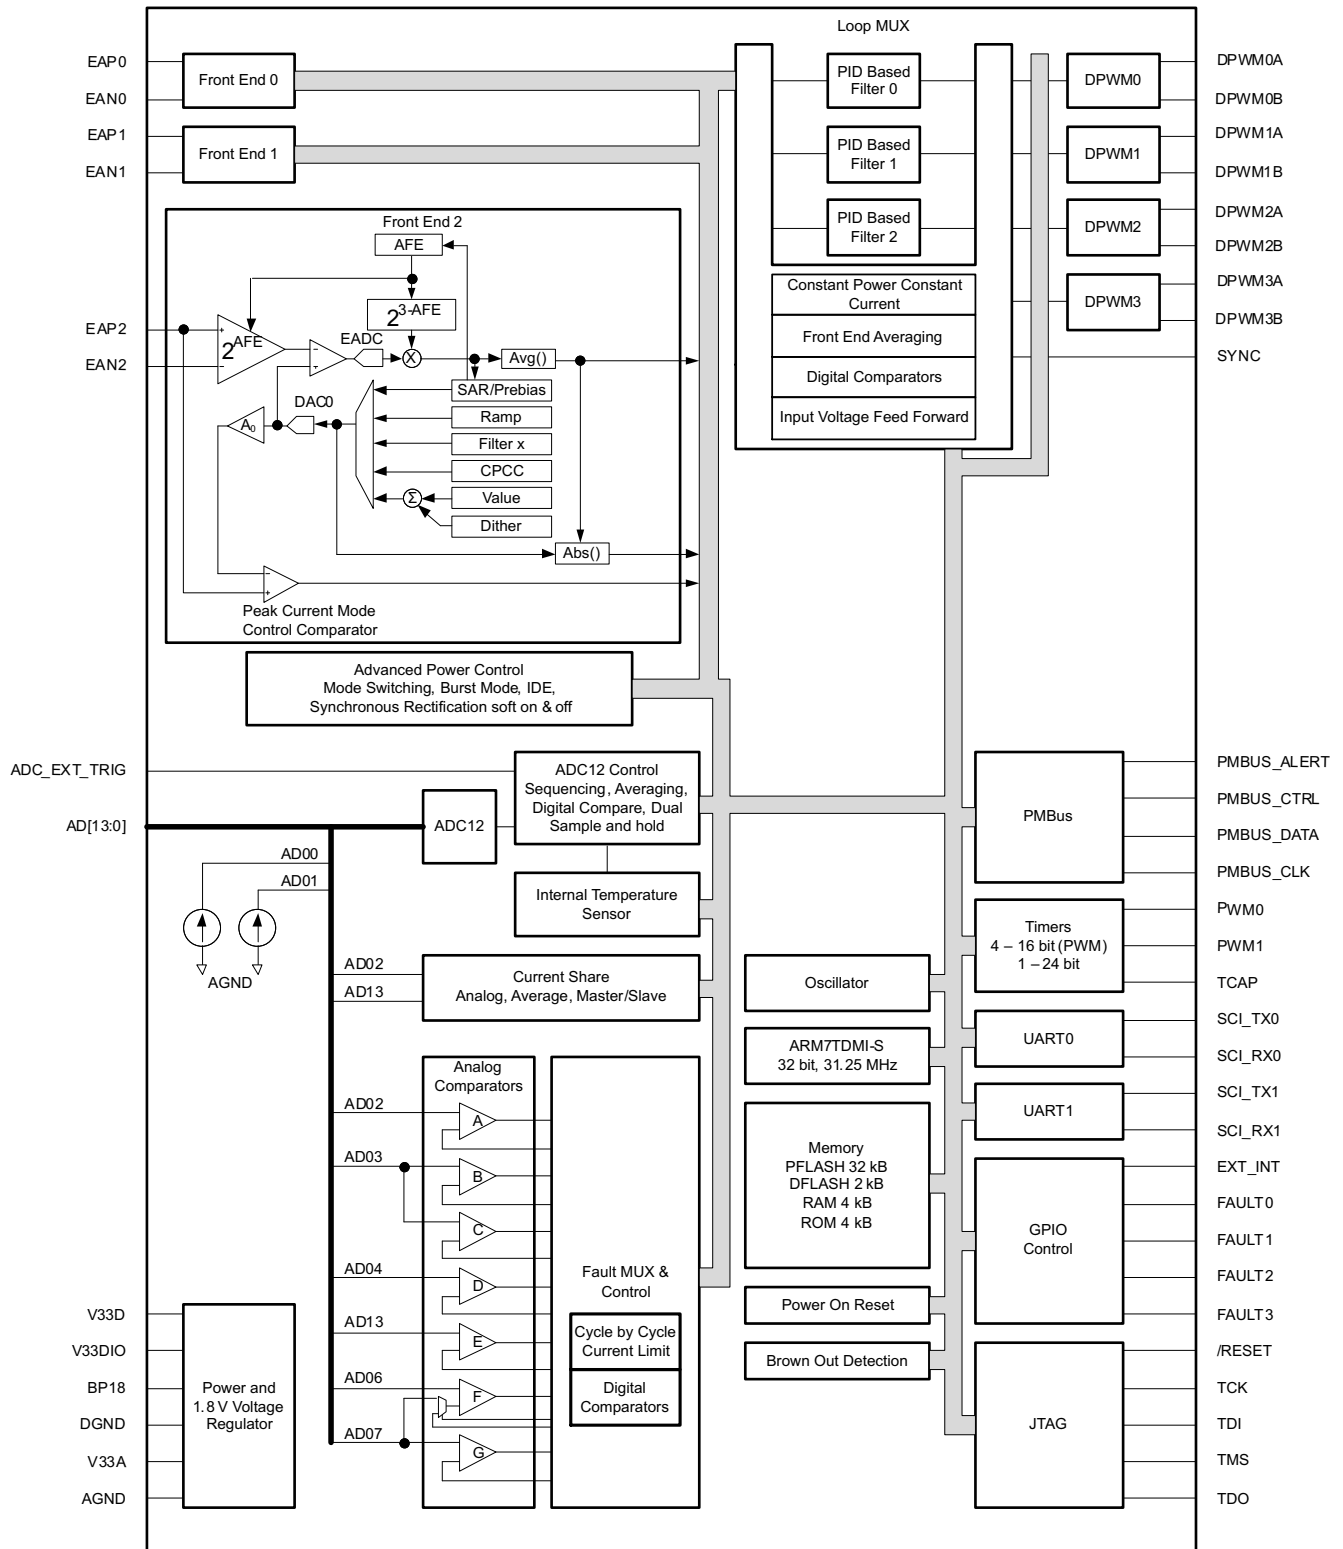 Loop MUX
EAP0
EAN0
EAP1
EAN1
Front End 0
Front End 1
PID Based
Filter 0
PID Based
Filter 1
PID Based
Filter 2
DPWM0
DPWM1
DPWM2
DPWM3
DPWM0A
DPWM0B
DPWM1A
DPWM1B
DPWM2A
DPWM2B
DPWM3A
DPWM3B
SYNC
Constant Power Constant
Current
Front End Averaging
Digital Comparators
Input Voltage Feed Forward
Front End 2
AFE
2^3-AFE
EAP2
EAN2
+
−
2^AFE
−
+
EADC
X
Avg()
SAR/Prebias
Ramp
Filter x
CPCC
Value
Dither
Σ
DAC0
A₀
Abs()
−
+
Peak Current Mode
Control Comparator
Advanced Power Control
Mode Switching, Burst Mode, IDE,
Synchronous Rectification soft on & off
ADC_EXT_TRIG
AD[13:0]
ADC12
ADC12 Control
Sequencing, Averaging,
Digital Compare, Dual
Sample and hold
AD00
AD01
AGND
Internal Temperature
Sensor
AD02
AD13
Current Share
Analog, Average, Master/Slave
Analog
Comparators
AD02
A
AD03
B
C
AD04
D
AD13
E
AD06
F
AD07
G
Fault MUX &
Control
Cycle by Cycle
Current Limit
Digital
Comparators
V33D
V33DIO
BP18
DGND
V33A
AGND
Power and
1.8 V Voltage
Regulator
Oscillator
ARM7TDMI-S
32 bit, 31.25 MHz
Memory
PFLASH 32 kB
DFLASH 2 kB
RAM 4 kB
ROM 4 kB
Power On Reset
Brown Out Detection
PMBus
PMBUS_ALERT
PMBUS_CTRL
PMBUS_DATA
PMBUS_CLK
Timers
4 – 16 bit (PWM)
1 – 24 bit
PWM0
PWM1
TCAP
UART0
SCI_TX0
SCI_RX0
UART1
SCI_TX1
SCI_RX1
GPIO
Control
EXT_INT
FAULT0
FAULT1
FAULT2
FAULT3
JTAG
/RESET
TCK
TDI
TMS
TDO